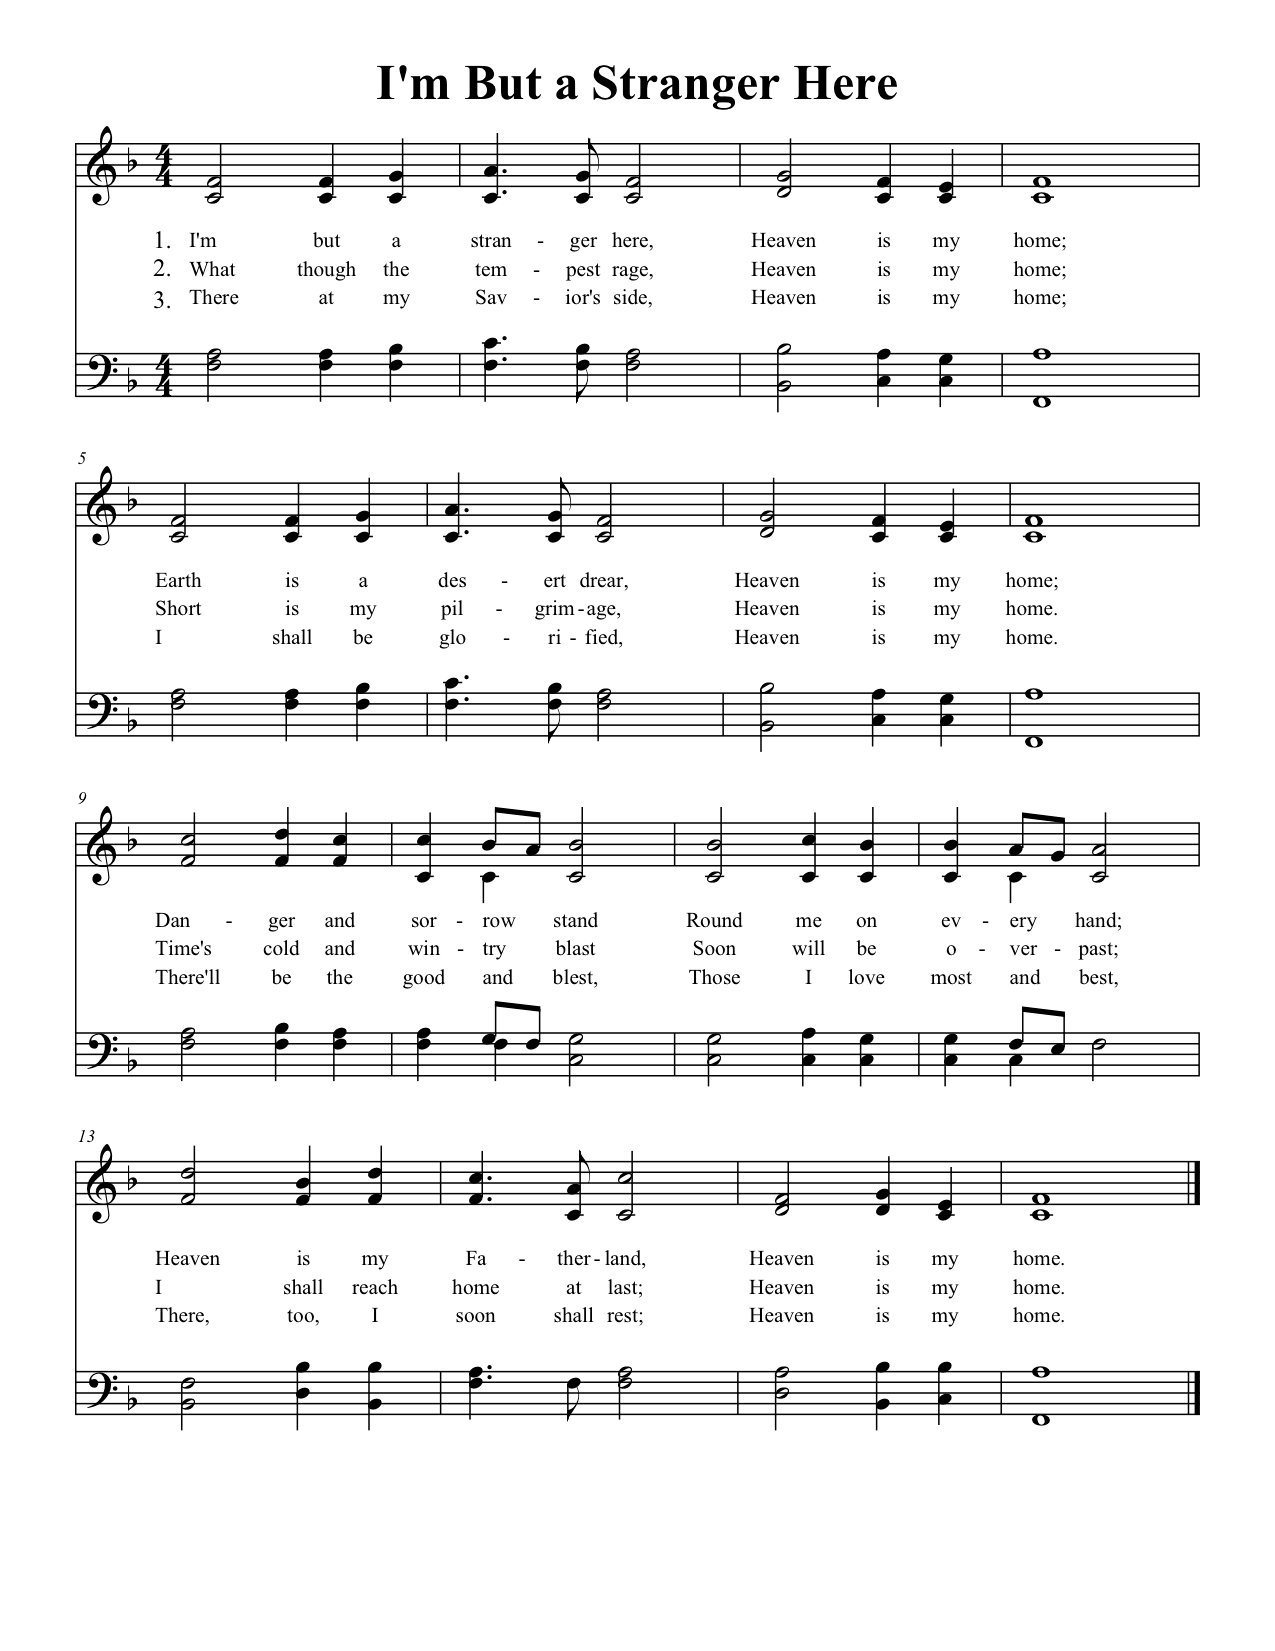 I'm But a Stranger Here
4
4
1. I'm but a stran - ger here, Heaven is my home;
2. What though the tem - pest rage, Heaven is my home;
3. There at my Sav - ior's side, Heaven is my home;
4
4
5
Earth is a des - ert drear, Heaven is my home;
Short is my pil - grim - age, Heaven is my home.
I shall be glo - ri - fied, Heaven is my home.
9
Dan - ger and sor - row stand Round me on ev - ery hand;
Time's cold and win - try blast Soon will be o - ver - past;
There'll be the good and blest, Those I love most and best,
13
Heaven is my Fa - ther - land, Heaven is my home.
I shall reach home at last; Heaven is my home.
There, too, I soon shall rest; Heaven is my home.